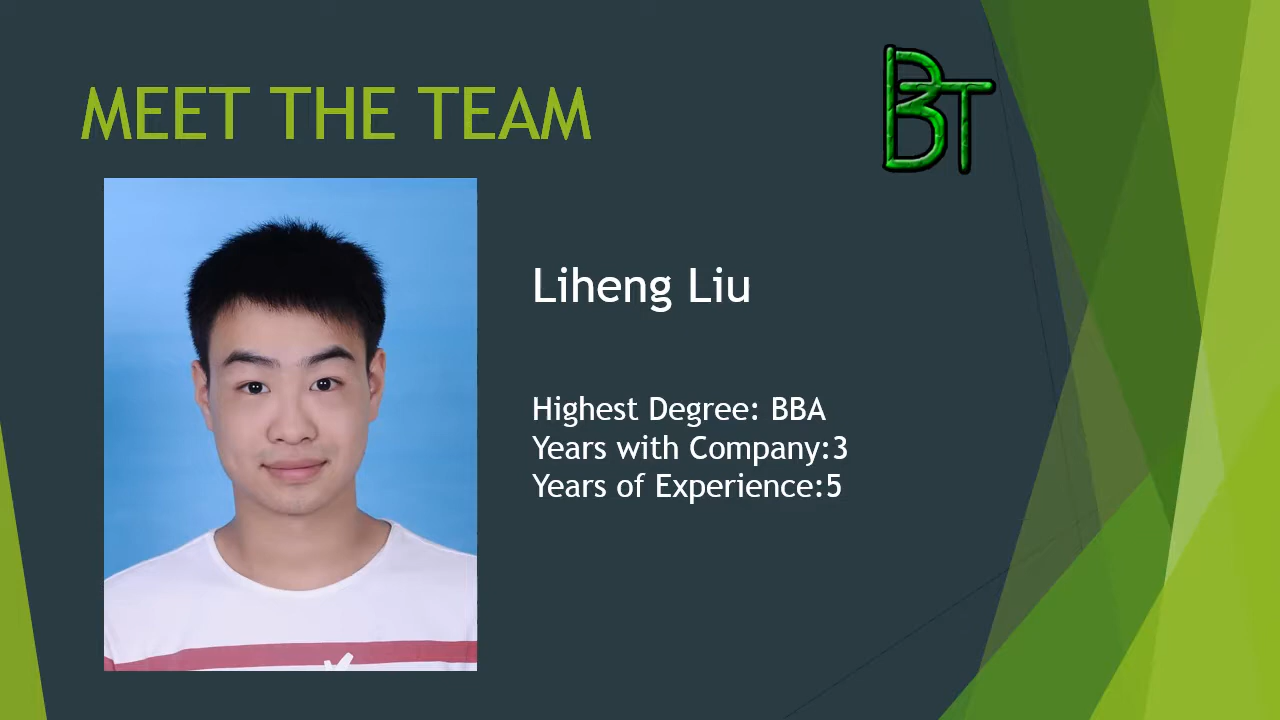 MEET THE TEAM
BT
Liheng Liu
Highest Degree: BBA
Years with Company:3
Years of Experience:5